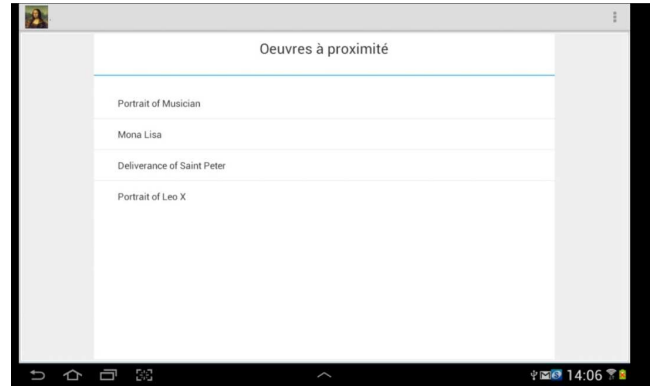 Oeuvres à proximité
Portrait of Musician
Mona Lisa
Deliverance of Saint Peter
Portrait of Leo X
14:06